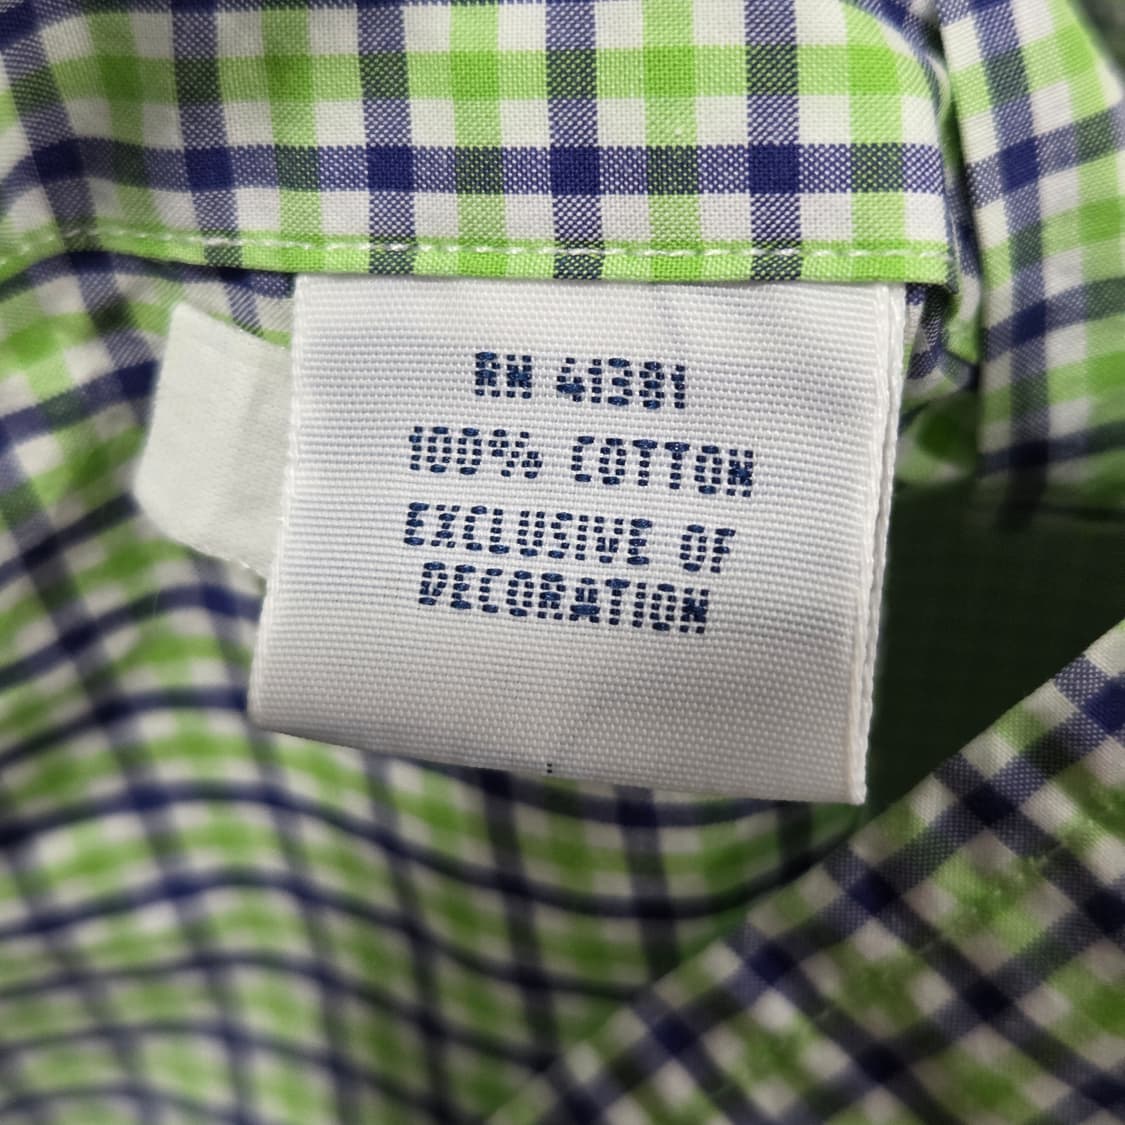 RN 41381
100% COTTON
EXCLUSIVE OF
DECORATION